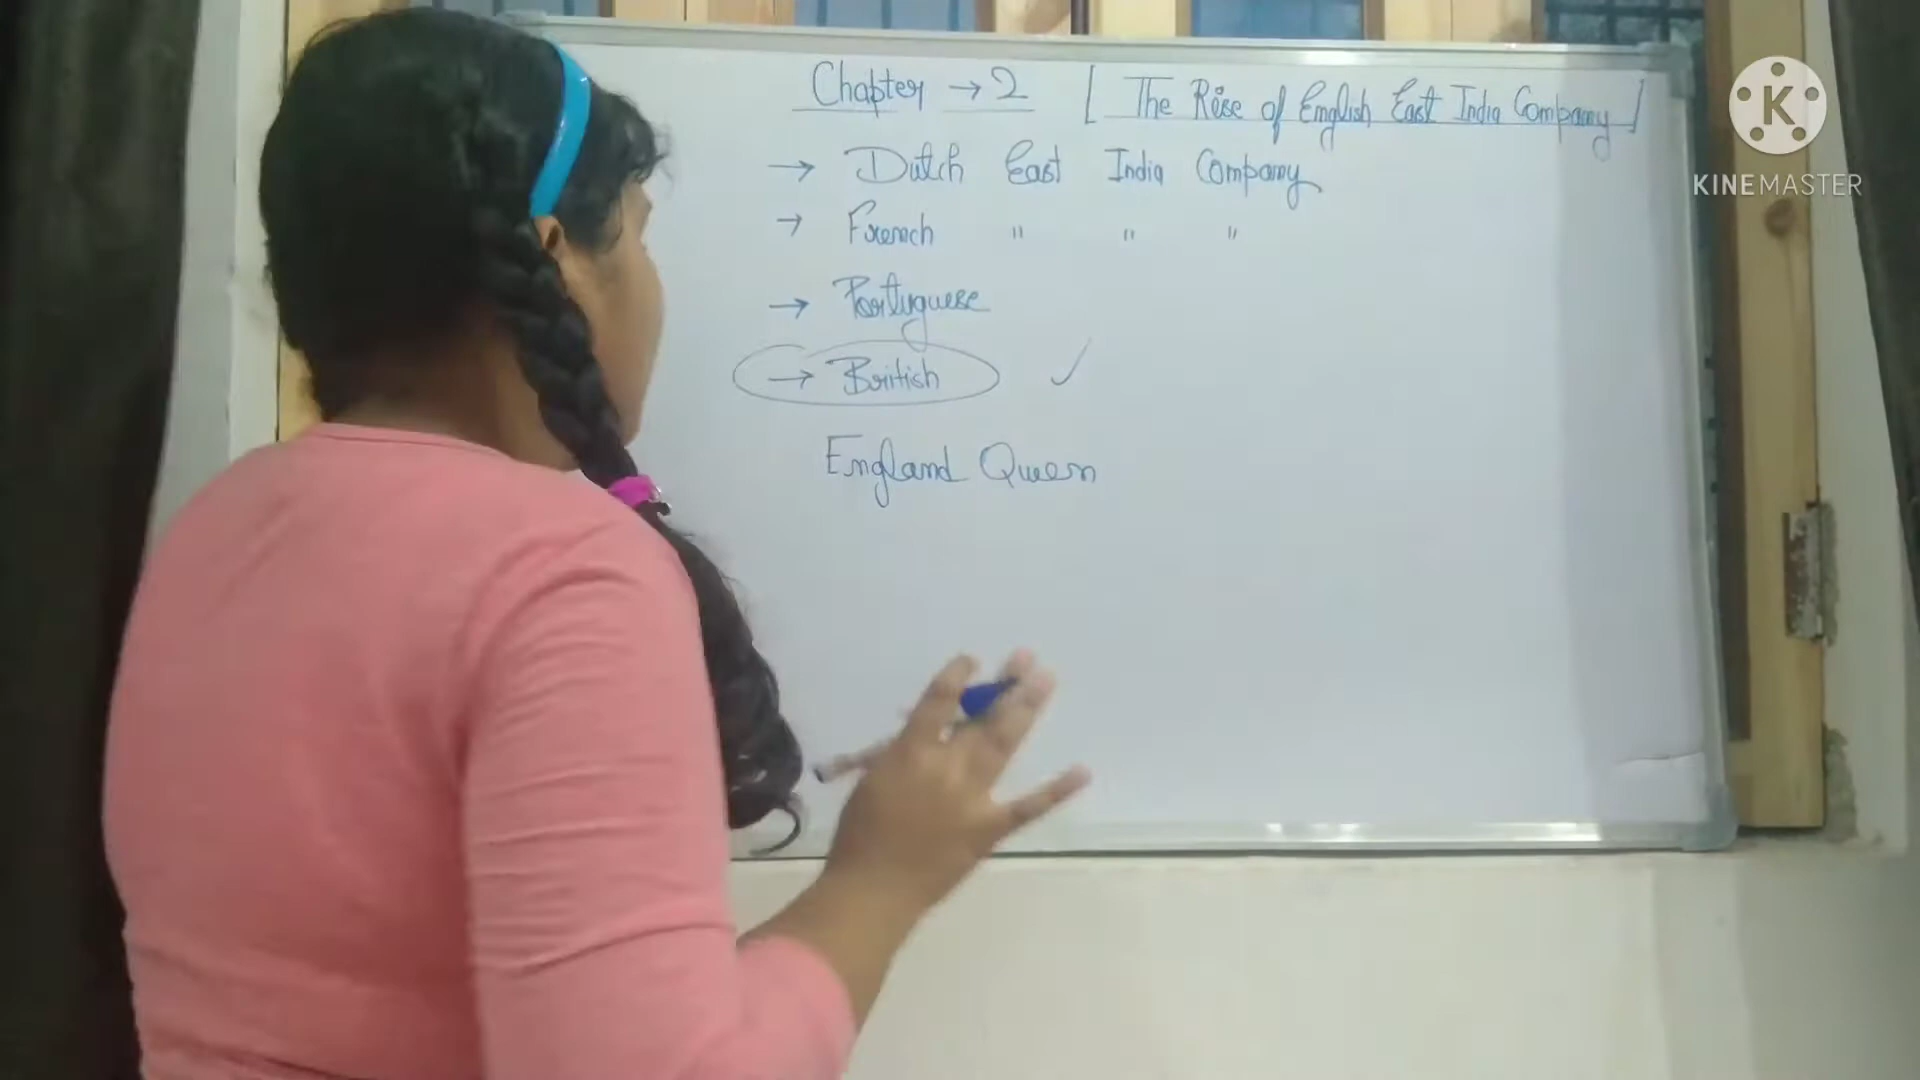 Chapter → 2 [ The Rise of English East India Company ]
→ Dutch East India Company
→ French " " "
→ Portuguese
→ British ✓
England Queen
K
KINEMASTER